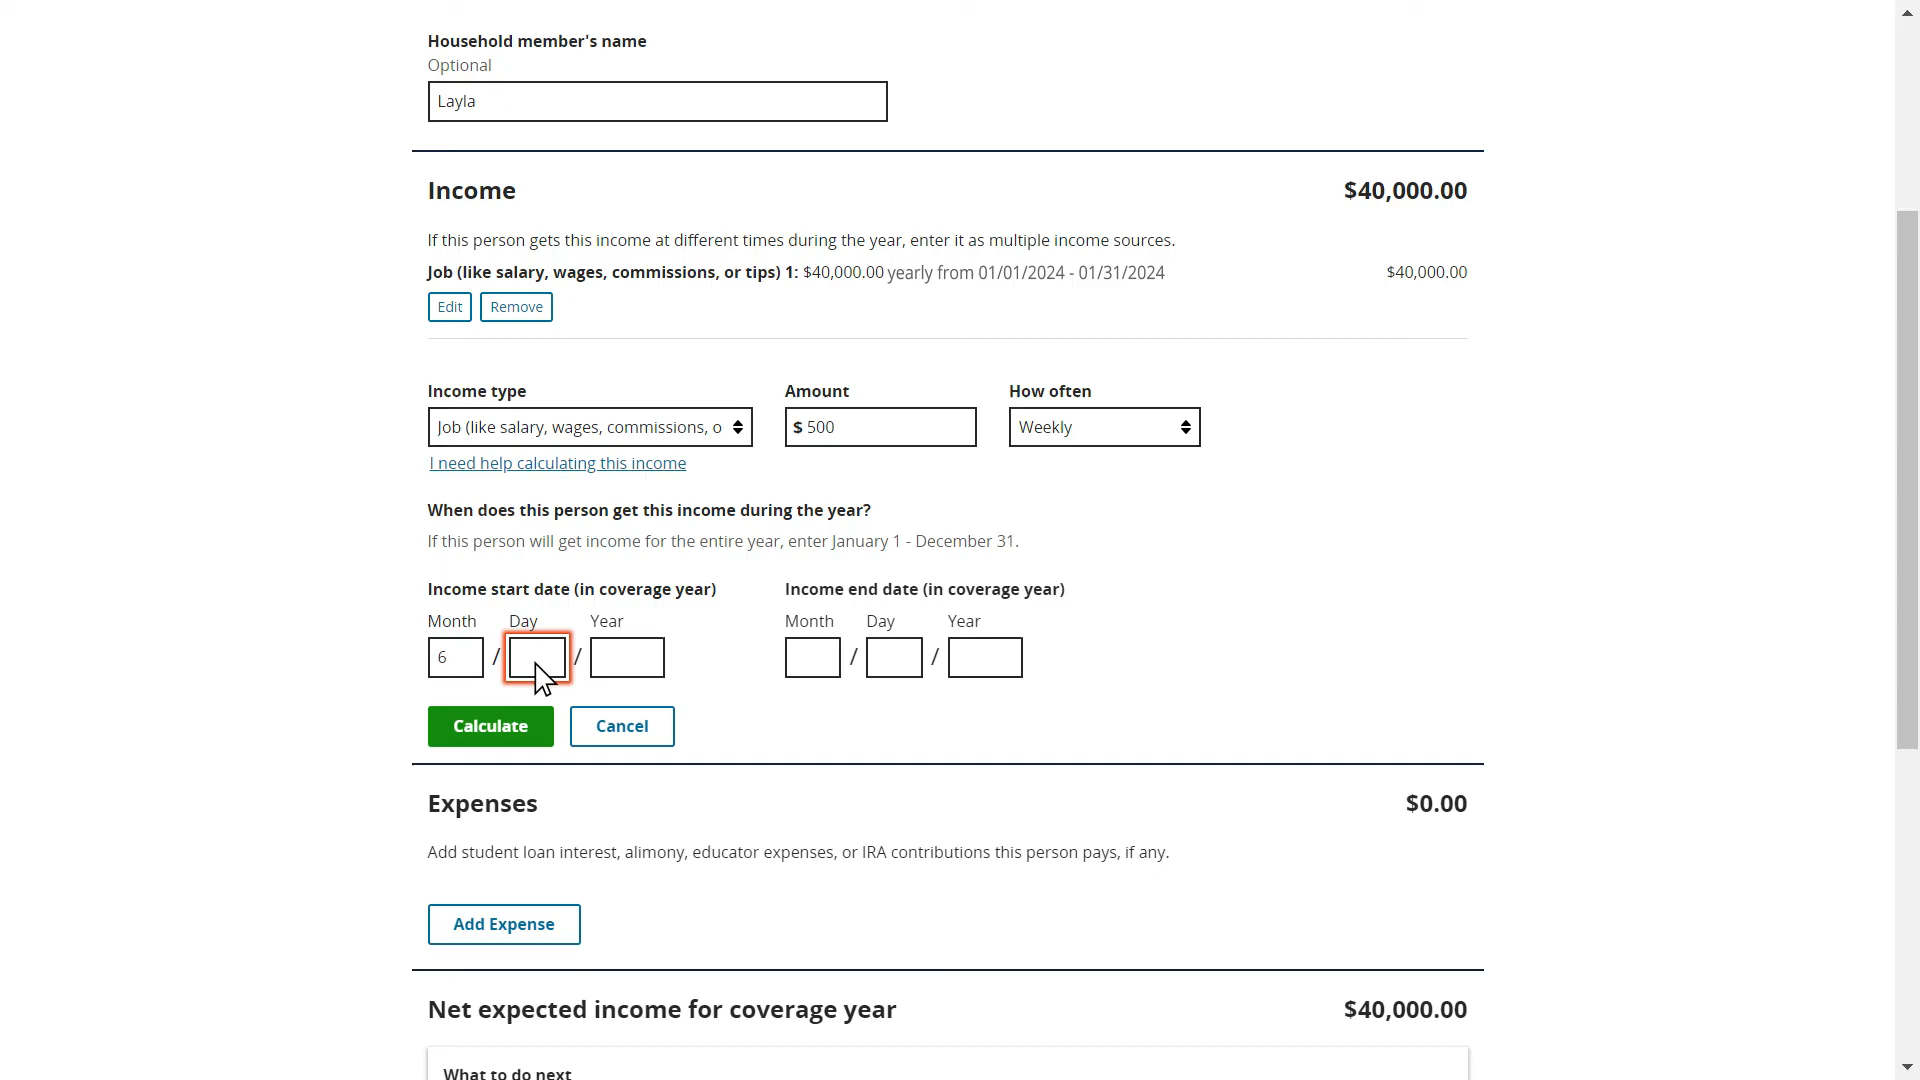 Household member's name
Optional
Layla
Income $40,000.00
If this person gets this income at different times during the year, enter it as multiple income sources.
Job (like salary, wages, commissions, or tips) 1: $40,000.00 yearly from 01/01/2024 - 01/31/2024 $40,000.00
Edit Remove
Income type Amount How often
Job (like salary, wages, commissions, o $ 500 Weekly
I need help calculating this income
When does this person get this income during the year?
If this person will get income for the entire year, enter January 1 - December 31.
Income start date (in coverage year) Income end date (in coverage year)
Month Day Year Month Day Year
6 / / / /
Calculate Cancel
Expenses $0.00
Add student loan interest, alimony, educator expenses, or IRA contributions this person pays, if any.
Add Expense
Net expected income for coverage year $40,000.00
What to do next